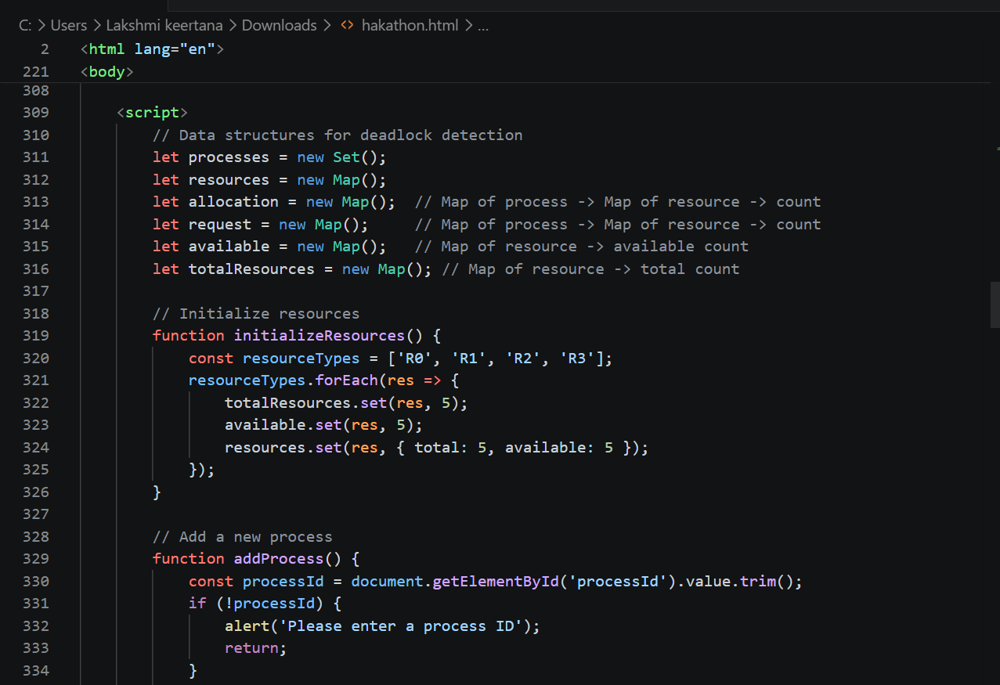 C: > Users > Lakshmi keertana > Downloads > <> hakathon.html > ...
2 <html lang="en">
221 <body>
308
309 <script>
310 // Data structures for deadlock detection
311 let processes = new Set();
312 let resources = new Map();
313 let allocation = new Map();  // Map of process -> Map of resource -> count
314 let request = new Map();     // Map of process -> Map of resource -> count
315 let available = new Map();   // Map of resource -> available count
316 let totalResources = new Map(); // Map of resource -> total count
317
318 // Initialize resources
319 function initializeResources() {
320 const resourceTypes = ['R0', 'R1', 'R2', 'R3'];
321 resourceTypes.forEach(res => {
322 totalResources.set(res, 5);
323 available.set(res, 5);
324 resources.set(res, { total: 5, available: 5 });
325 });
326 }
327
328 // Add a new process
329 function addProcess() {
330 const processId = document.getElementById('processId').value.trim();
331 if (!processId) {
332 alert('Please enter a process ID');
333 return;
334 }